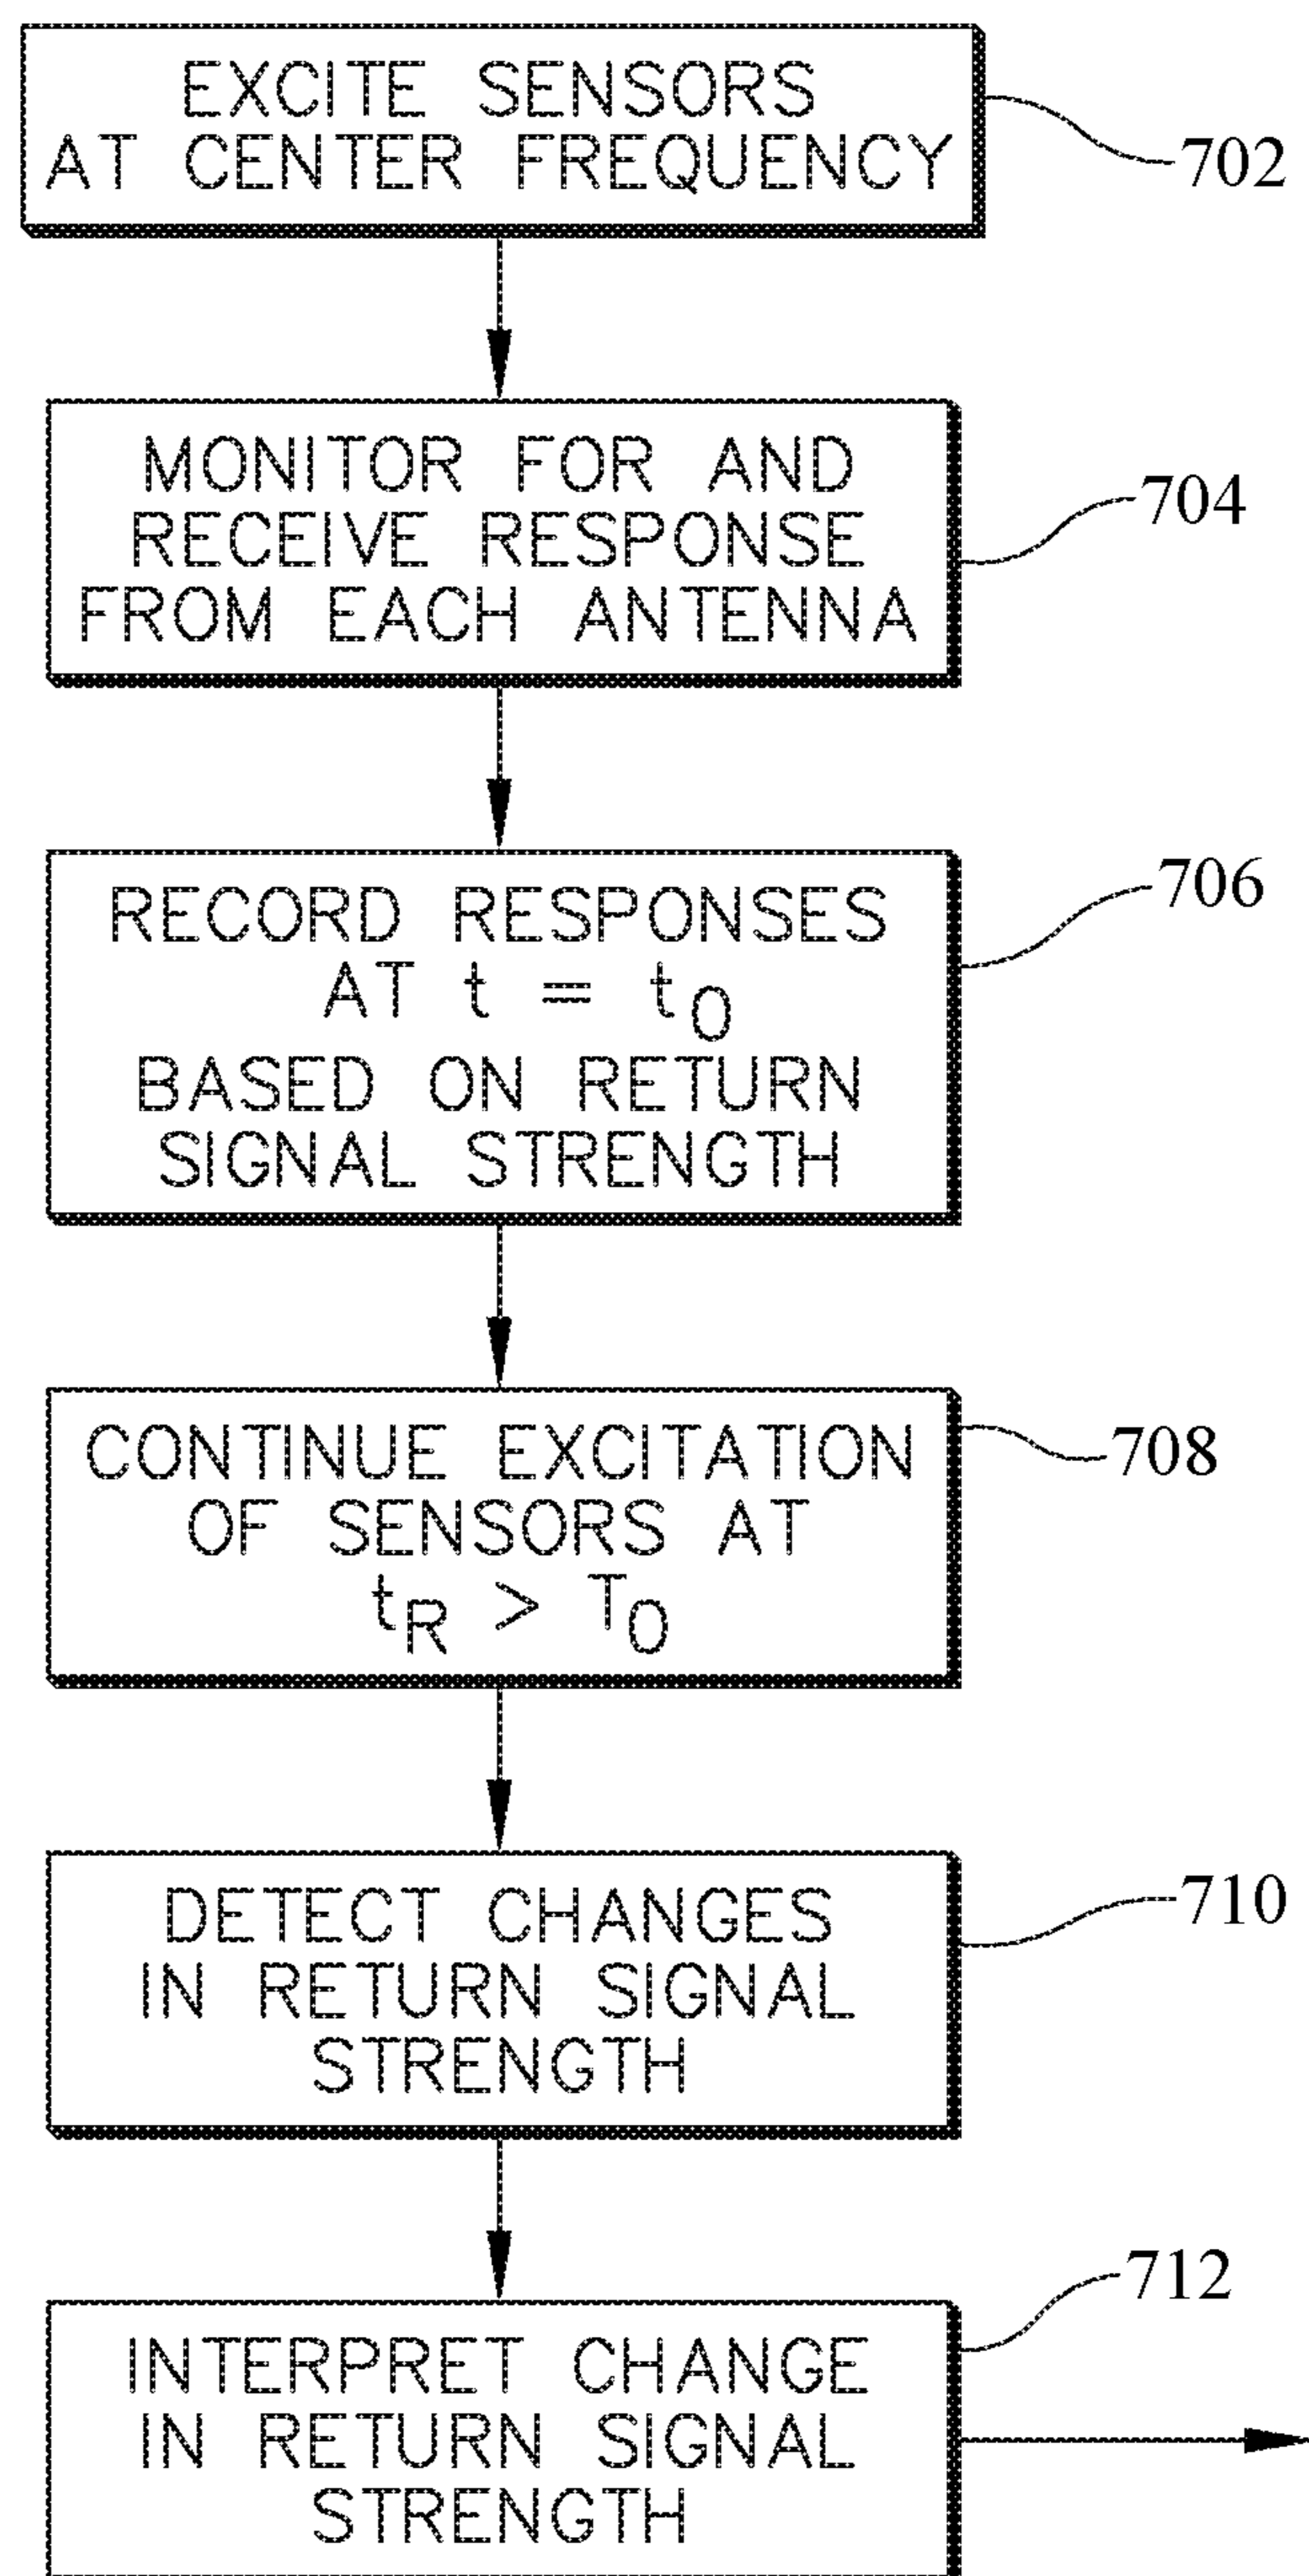 EXCITE SENSORS
AT CENTER FREQUENCY
702
MONITOR FOR AND
RECEIVE RESPONSE
FROM EACH ANTENNA
704
RECORD RESPONSES
AT t = t₀
BASED ON RETURN
SIGNAL STRENGTH
706
CONTINUE EXCITATION
OF SENSORS AT
t_R > T₀
708
DETECT CHANGES
IN RETURN SIGNAL
STRENGTH
710
INTERPRET CHANGE
IN RETURN SIGNAL
STRENGTH
712